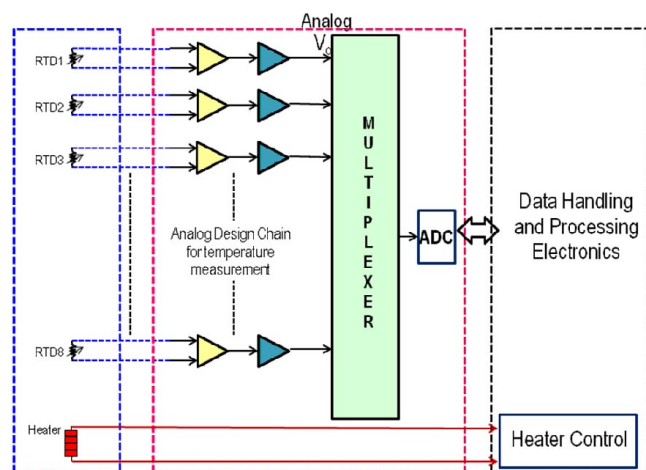 Analog
Vo
RTD1
RTD2
RTD3
RTD8
Analog Design Chain
for temperature
measurement
MULTIPLEXER
ADC
Data Handling
and Processing
Electronics
Heater
Heater Control